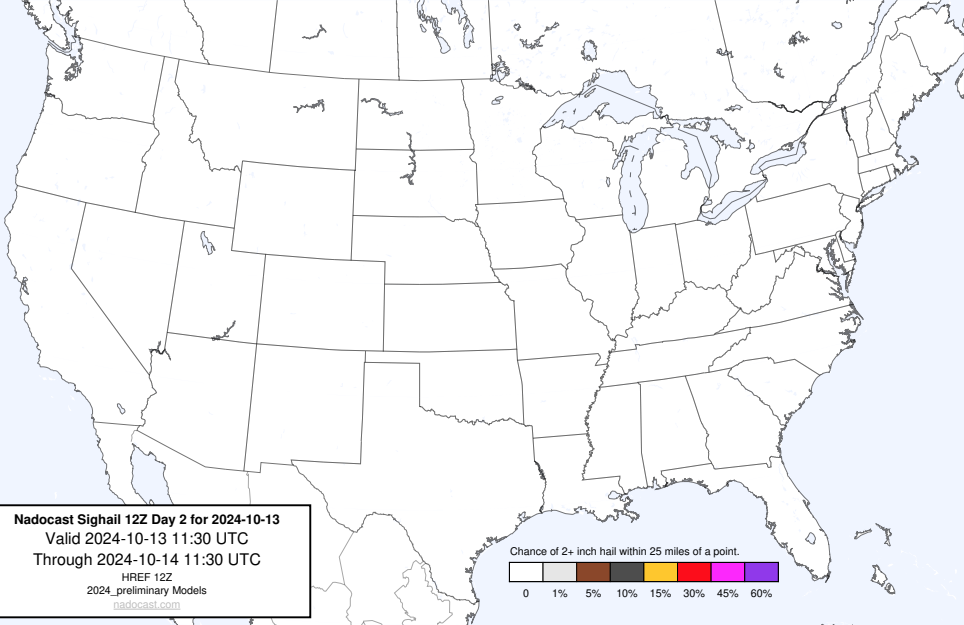 Nadocast Sighail 12Z Day 2 for 2024-10-13
Valid 2024-10-13 11:30 UTC
Through 2024-10-14 11:30 UTC
HREF 12Z
2024_preliminary Models
nadocast.com
Chance of 2+ inch hail within 25 miles of a point.
0 1% 5% 10% 15% 30% 45% 60%